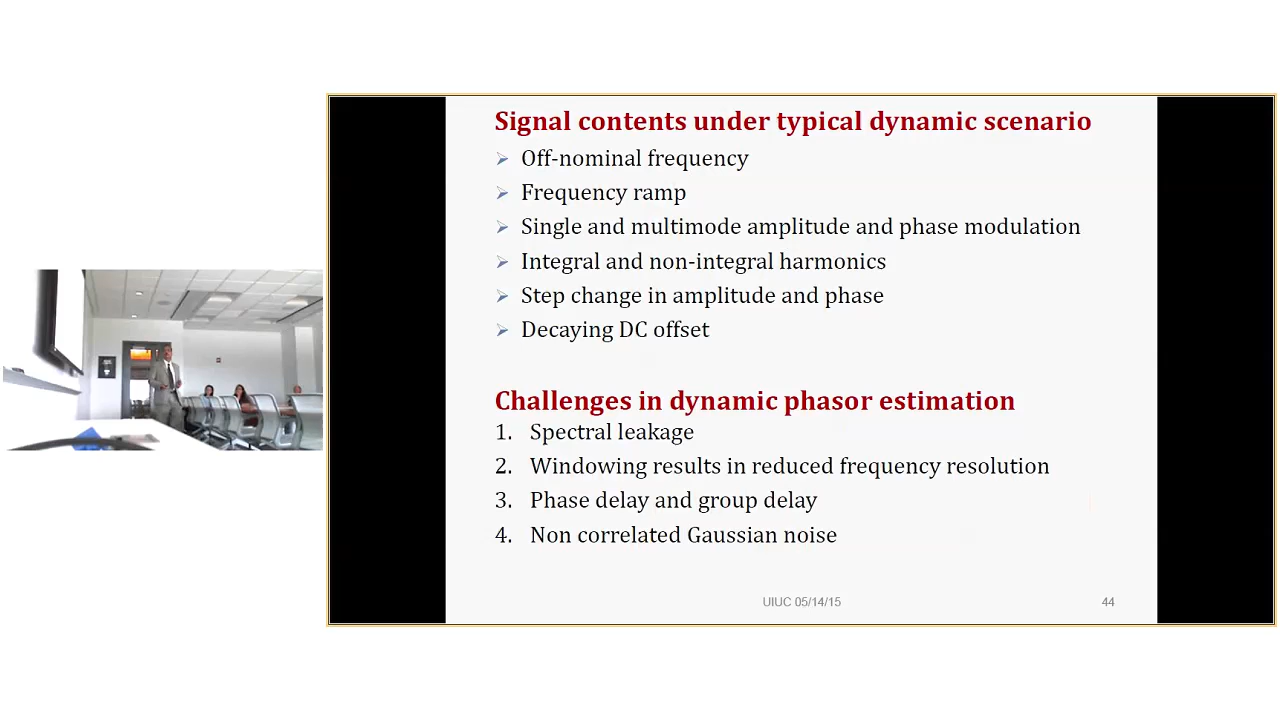 Signal contents under typical dynamic scenario
Off-nominal frequency
Frequency ramp
Single and multimode amplitude and phase modulation
Integral and non-integral harmonics
Step change in amplitude and phase
Decaying DC offset
Challenges in dynamic phasor estimation
1. Spectral leakage
2. Windowing results in reduced frequency resolution
3. Phase delay and group delay
4. Non correlated Gaussian noise
UIUC 05/14/15
44